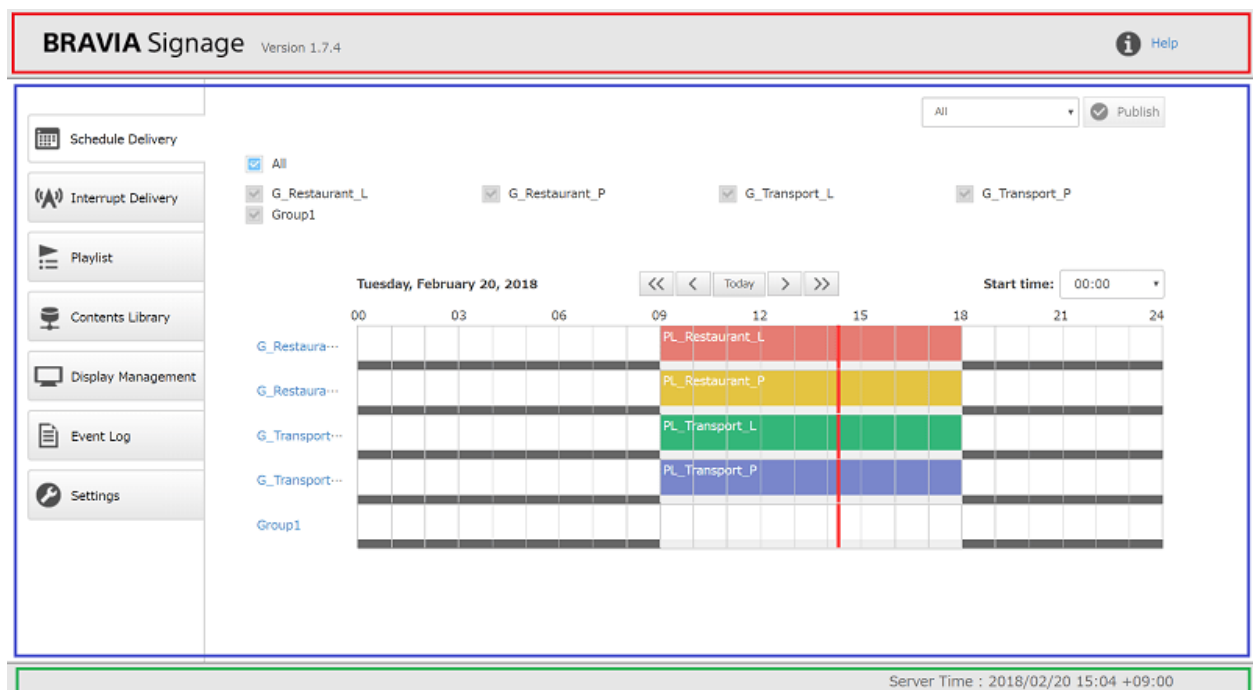 BRAVIA Signage Version 1.7.4
Help
All
Publish
Schedule Delivery
Interrupt Delivery
Playlist
Contents Library
Display Management
Event Log
Settings
All
G_Restaurant_L G_Restaurant_P G_Transport_L G_Transport_P
Group1
Tuesday, February 20, 2018
Today
Start time: 00:00
00 03 06 09 12 15 18 21 24
G_Restaura… PL_Restaurant_L
G_Restaura… PL_Restaurant_P
G_Transport… PL_Transport_L
G_Transport… PL_Transport_P
Group1
Server Time : 2018/02/20 15:04 +09:00